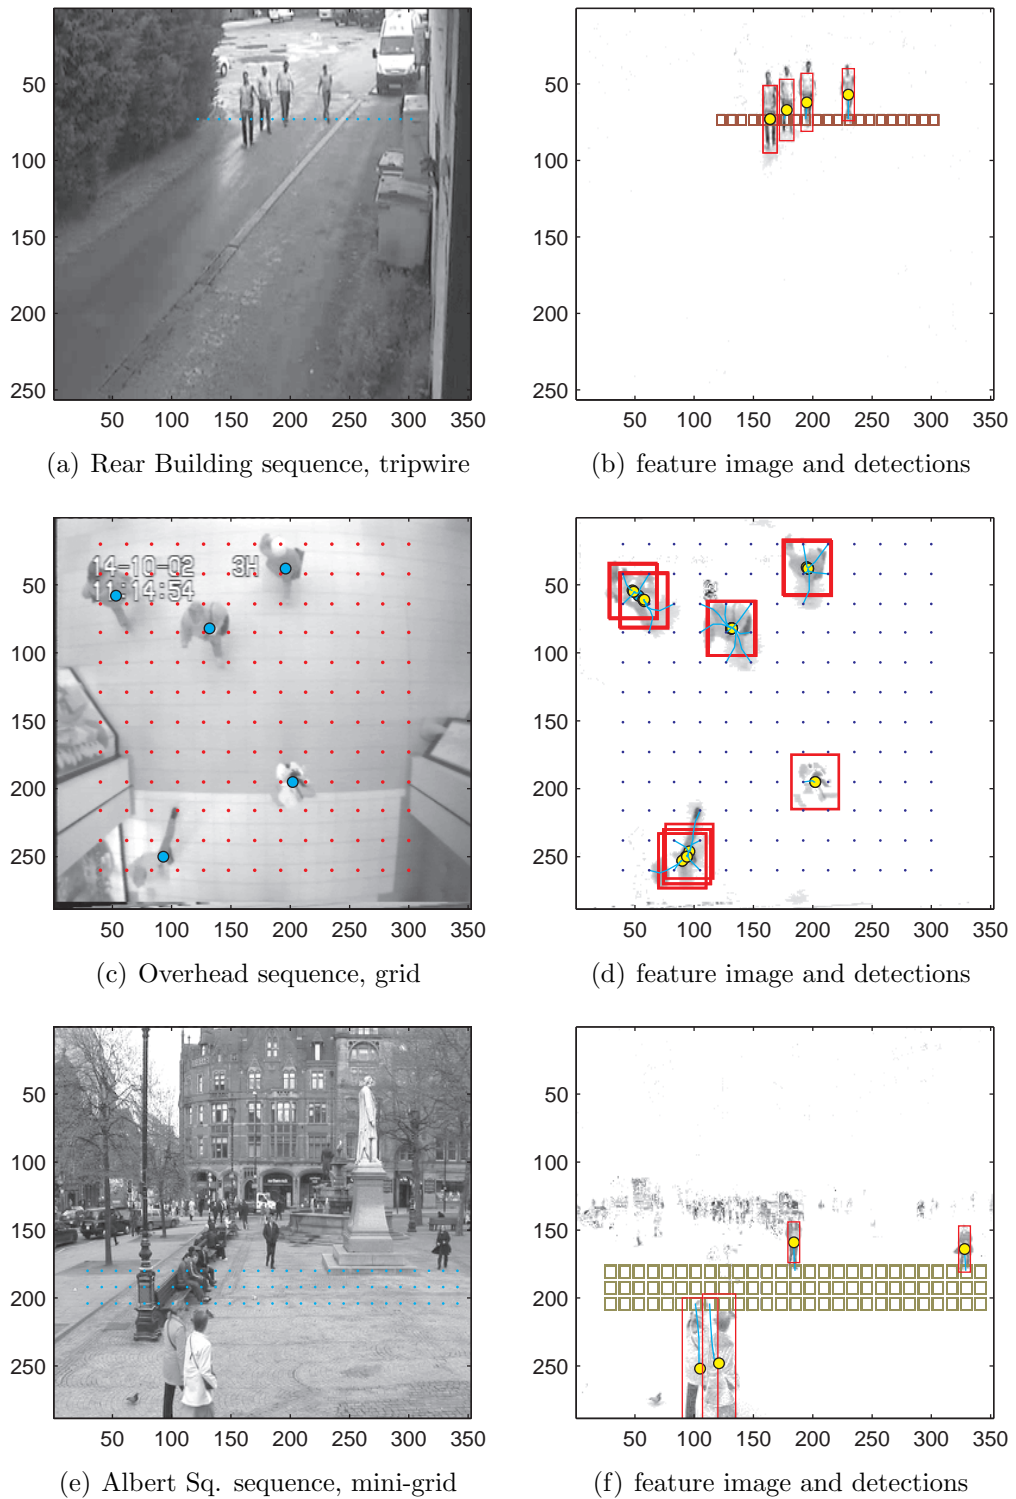 50
100
150
200
250
50 100 150 200 250 300 350
(a) Rear Building sequence, tripwire
50
100
150
200
250
50 100 150 200 250 300 350
(b) feature image and detections
14-10-02 3H
11:14:54
50
100
150
200
250
50 100 150 200 250 300 350
(c) Overhead sequence, grid
50
100
150
200
250
50 100 150 200 250 300 350
(d) feature image and detections
50
100
150
200
250
50 100 150 200 250 300 350
(e) Albert Sq. sequence, mini-grid
50
100
150
200
250
50 100 150 200 250 300 350
(f) feature image and detections